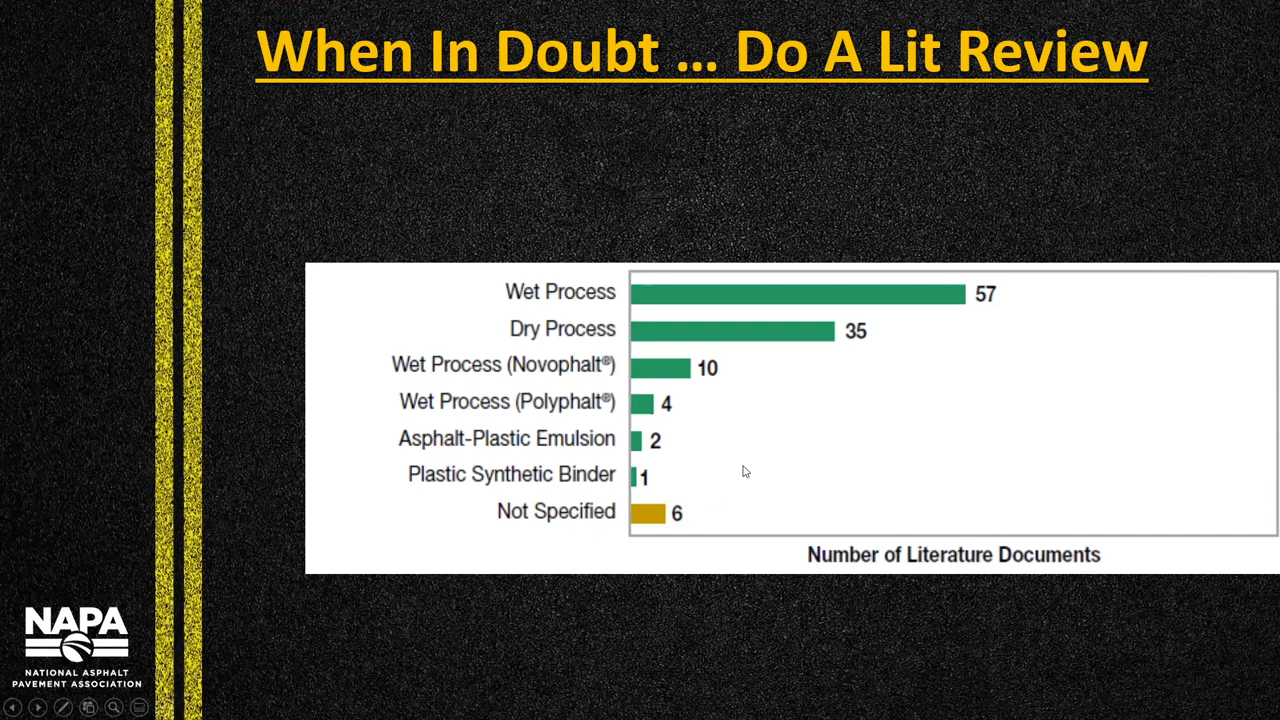 When In Doubt ... Do A Lit Review
Wet Process 57
Dry Process 35
Wet Process (Novophalt®) 10
Wet Process (Polyphalt®) 4
Asphalt-Plastic Emulsion 2
Plastic Synthetic Binder 1
Not Specified 6
Number of Literature Documents
NAPA
NATIONAL ASPHALT
PAVEMENT ASSOCIATION